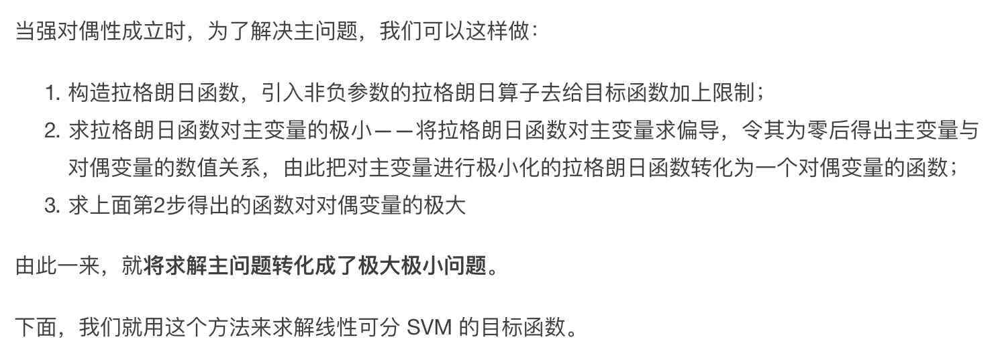 当强对偶性成立时，为了解决主问题，我们可以这样做：
1. 构造拉格朗日函数，引入非负参数的拉格朗日算子去给目标函数加上限制；
2. 求拉格朗日函数对主变量的极小——将拉格朗日函数对主变量求偏导，令其为零后得出主变量与
对偶变量的数值关系，由此把对主变量进行极小化的拉格朗日函数转化为一个对偶变量的函数；
3. 求上面第2步得出的函数对对偶变量的极大
由此一来，就将求解主问题转化成了极大极小问题。
下面，我们就用这个方法来求解线性可分 SVM 的目标函数。